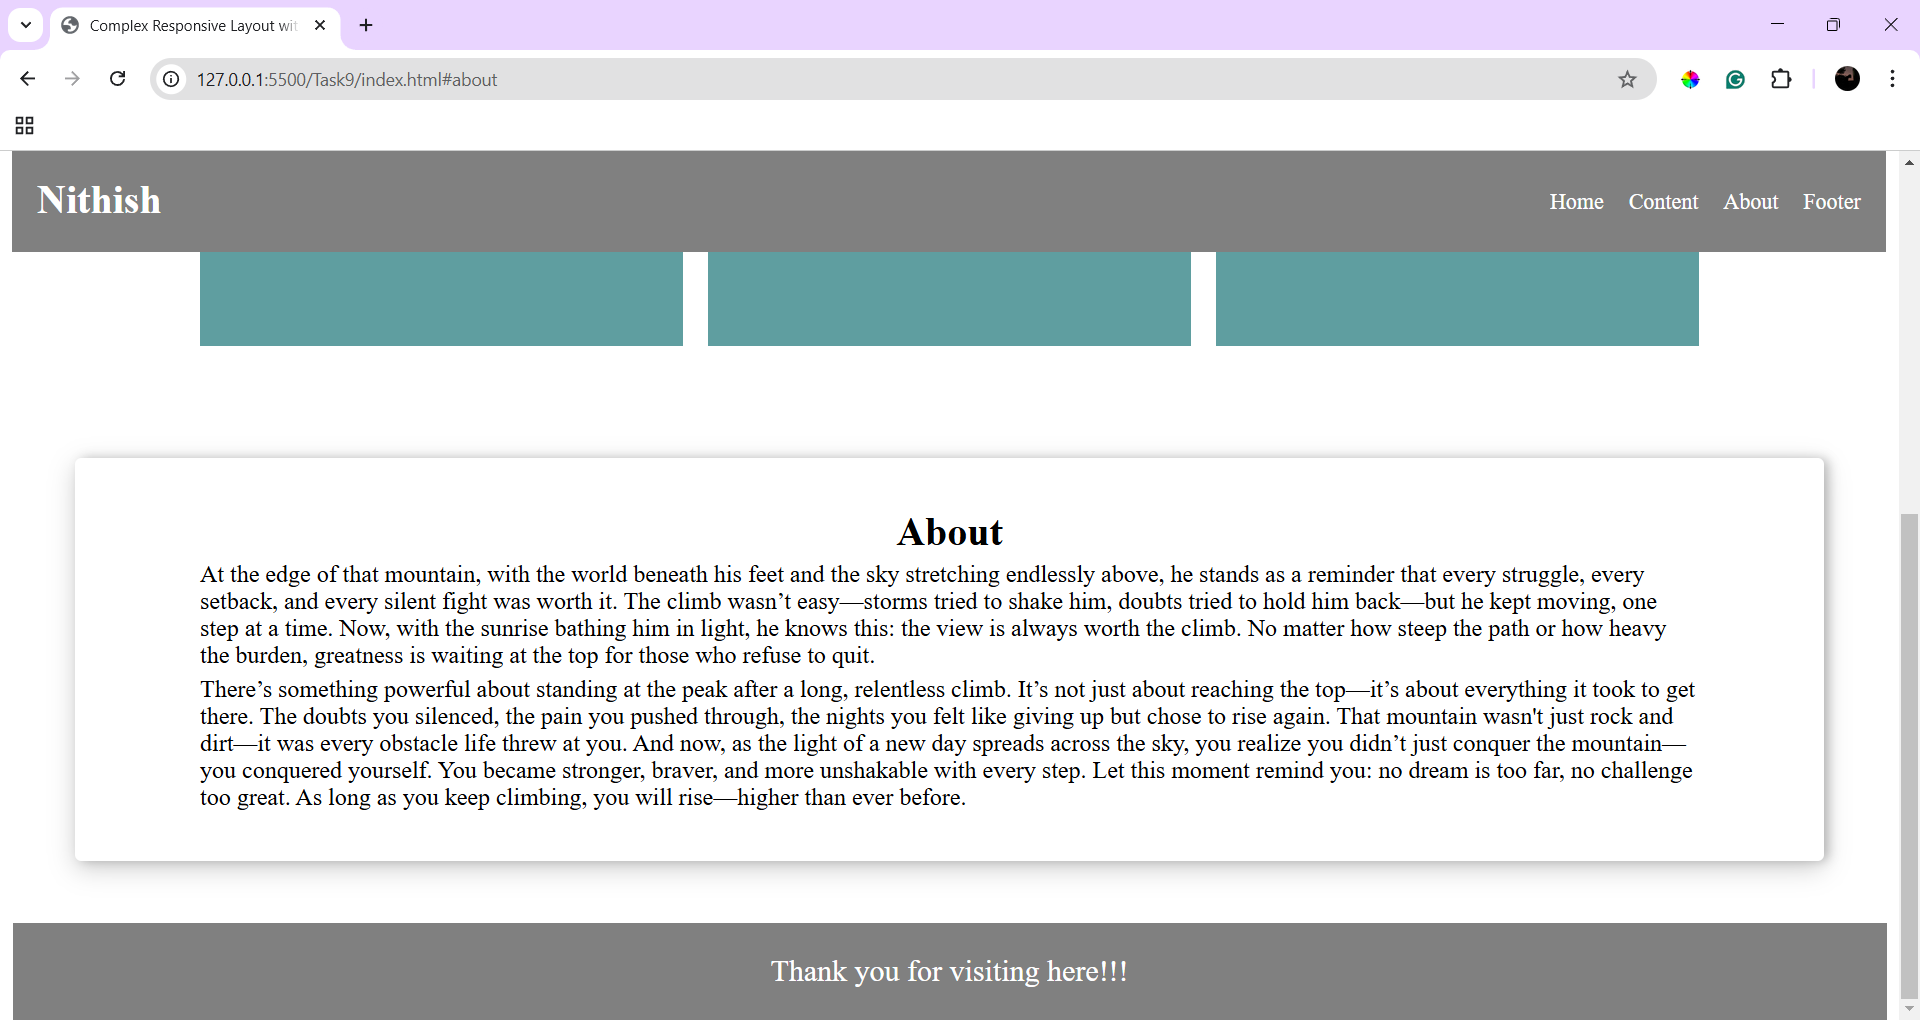 Complex Responsive Layout wit
127.0.0.1:5500/Task9/index.html#about
Nithish
Home Content About Footer
About
At the edge of that mountain, with the world beneath his feet and the sky stretching endlessly above, he stands as a reminder that every struggle, every
setback, and every silent fight was worth it. The climb wasn’t easy—storms tried to shake him, doubts tried to hold him back—but he kept moving, one
step at a time. Now, with the sunrise bathing him in light, he knows this: the view is always worth the climb. No matter how steep the path or how heavy
the burden, greatness is waiting at the top for those who refuse to quit.
There’s something powerful about standing at the peak after a long, relentless climb. It’s not just about reaching the top—it’s about everything it took to get
there. The doubts you silenced, the pain you pushed through, the nights you felt like giving up but chose to rise again. That mountain wasn't just rock and
dirt—it was every obstacle life threw at you. And now, as the light of a new day spreads across the sky, you realize you didn’t just conquer the mountain—
you conquered yourself. You became stronger, braver, and more unshakable with every step. Let this moment remind you: no dream is too far, no challenge
too great. As long as you keep climbing, you will rise—higher than ever before.
Thank you for visiting here!!!